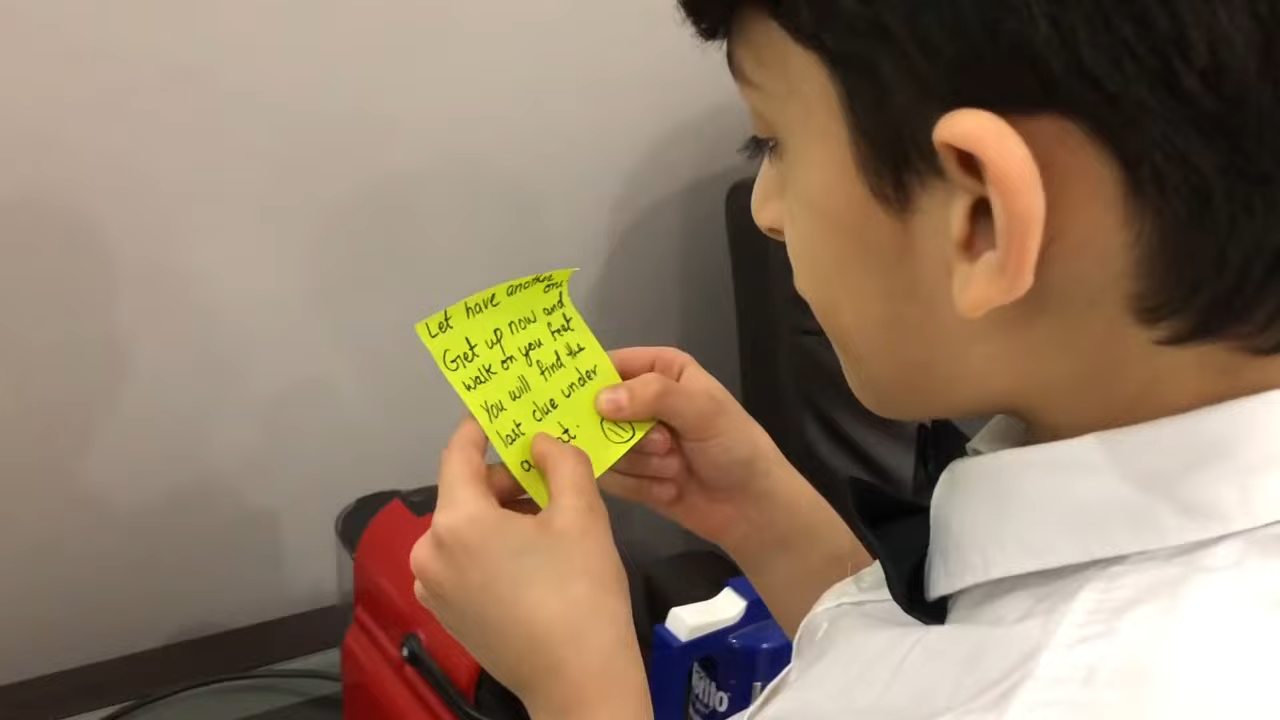 Let have another one
Get up now and
walk on you feet
You will find the
last clue under
a
11